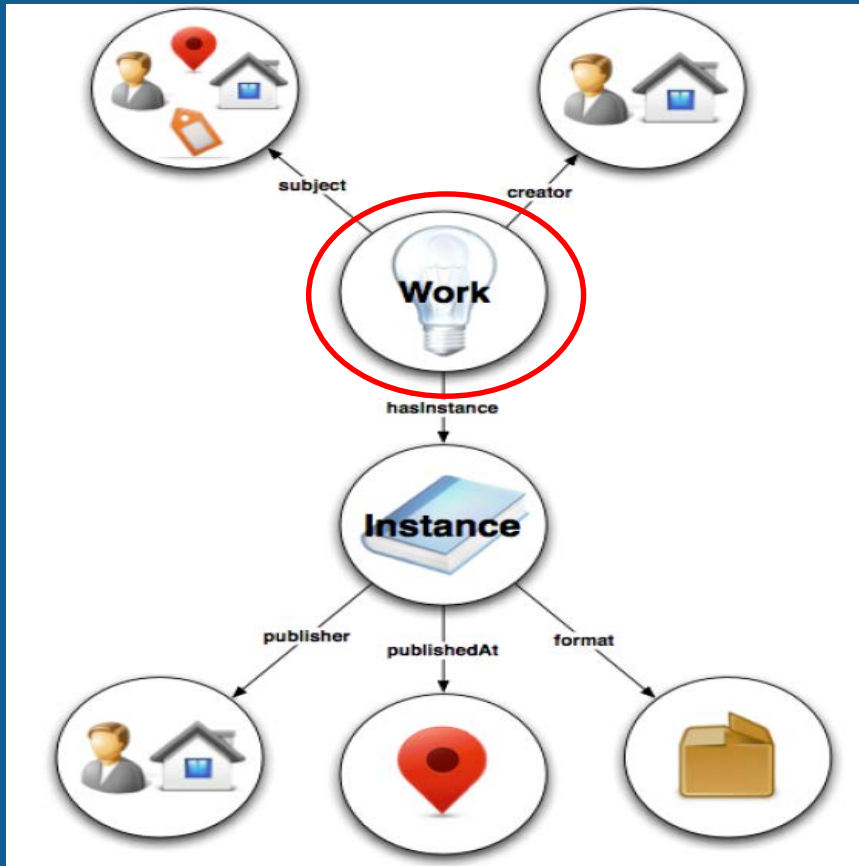 subject
creator
Work
hasInstance
Instance
publisher
publishedAt
format